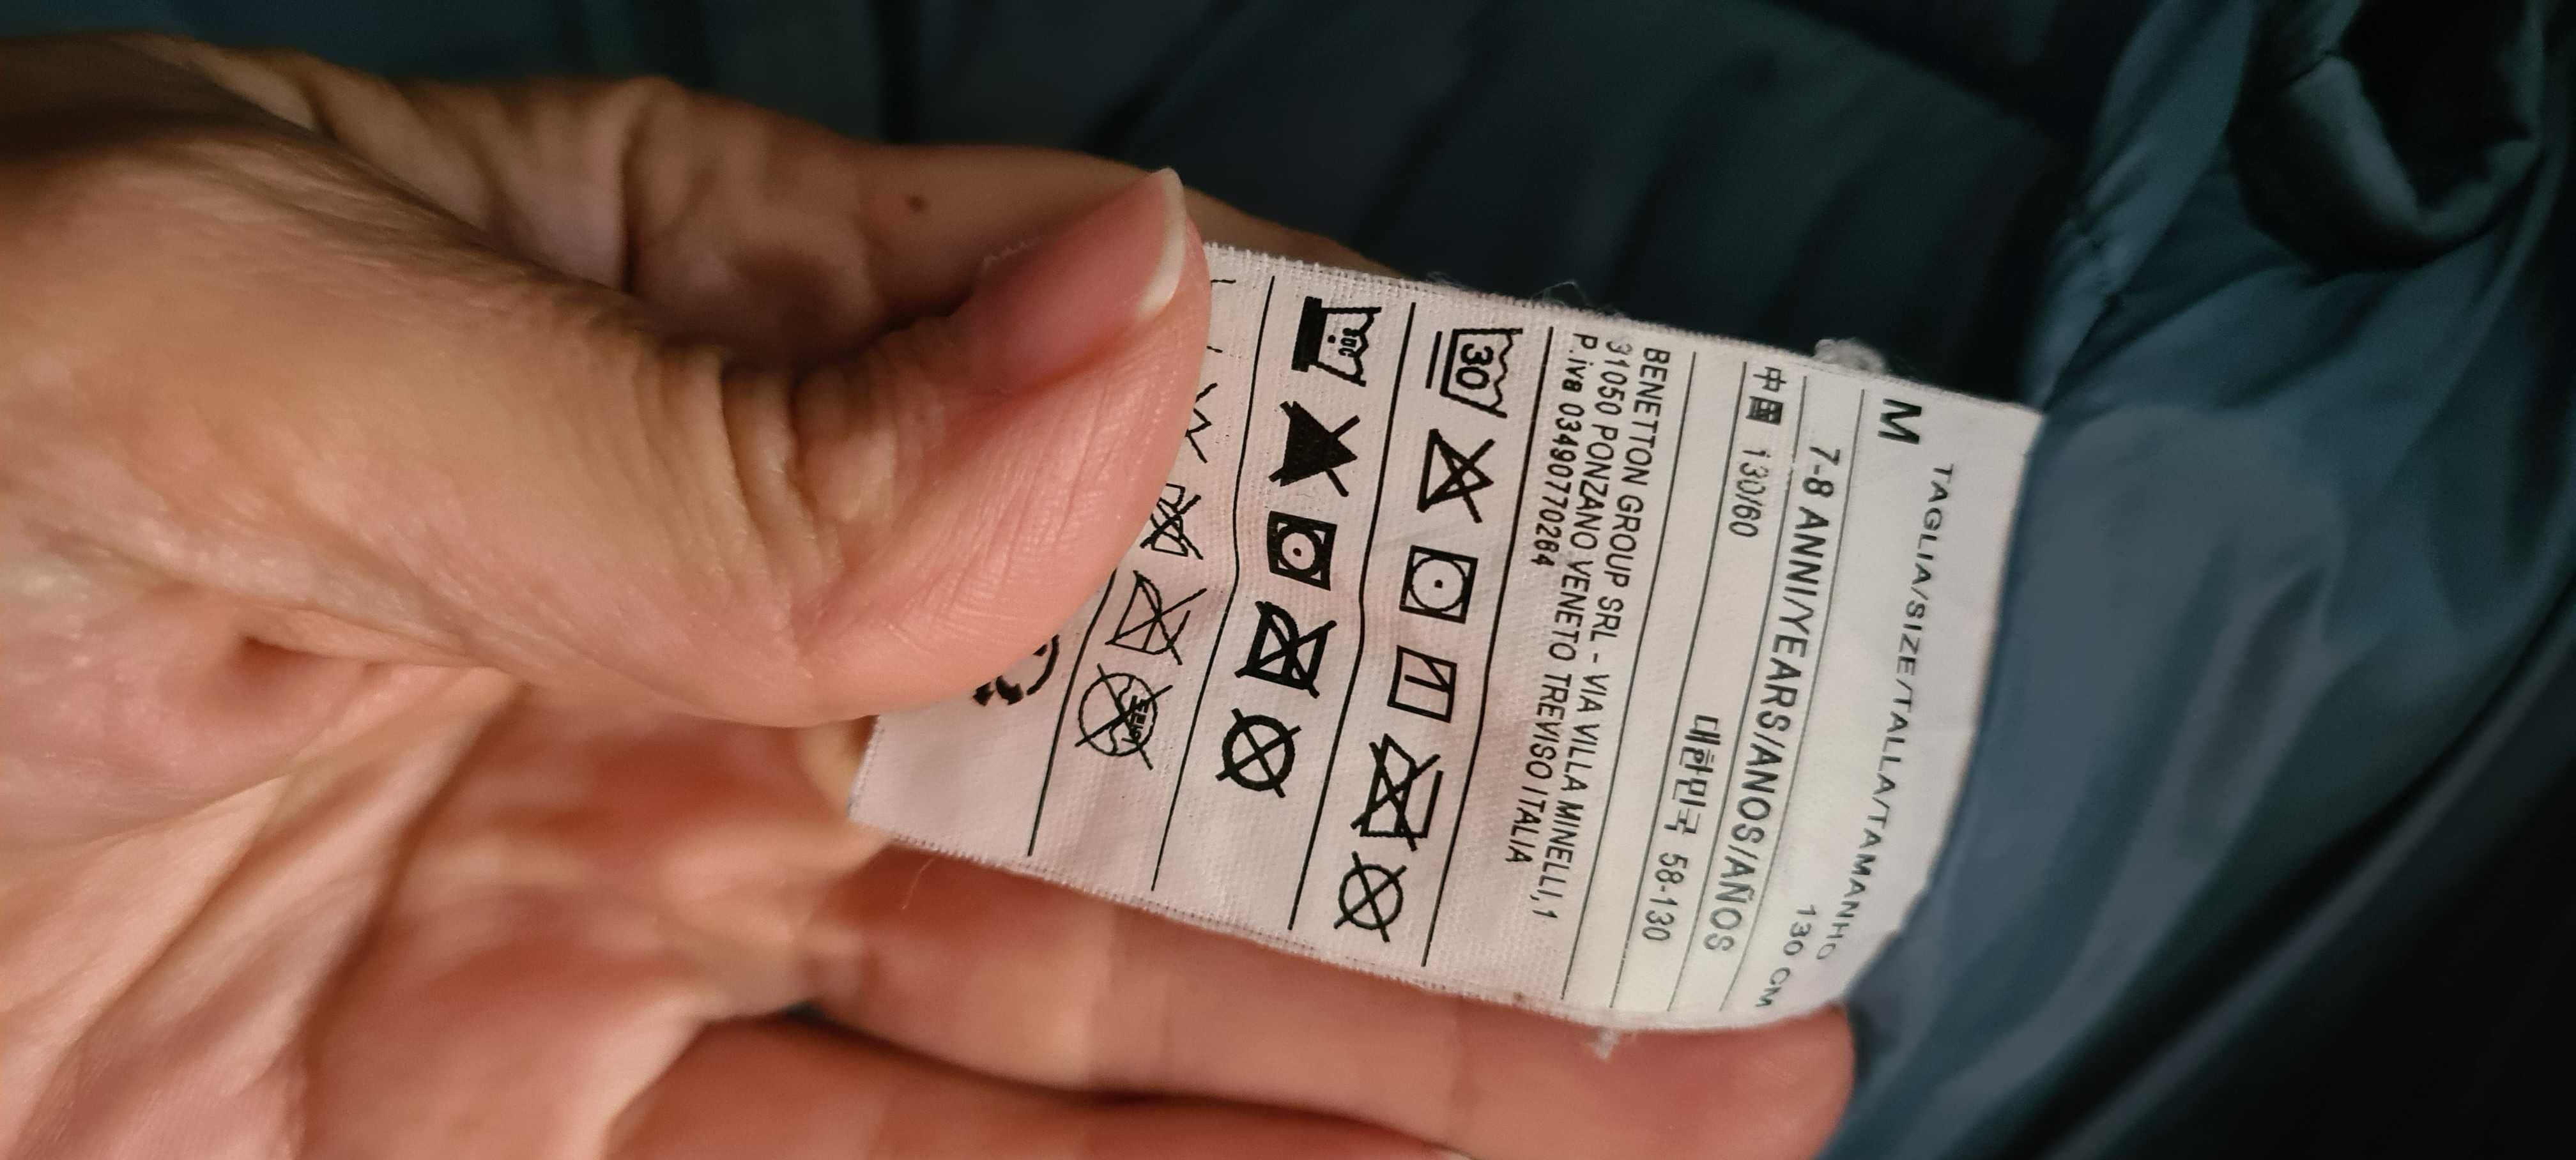 TAGLIA/SIZE/TALLA/TAMANHO
M 130 CM
7-8 ANNI/YEARS/ANOS/AÑOS
中国 130/60 대한민국 58-130
BENETTON GROUP SRL - VIA VILLA MINELLI,1
31050 PONZANO VENETO TREVISO ITALIA
P.iva 03490770264
30